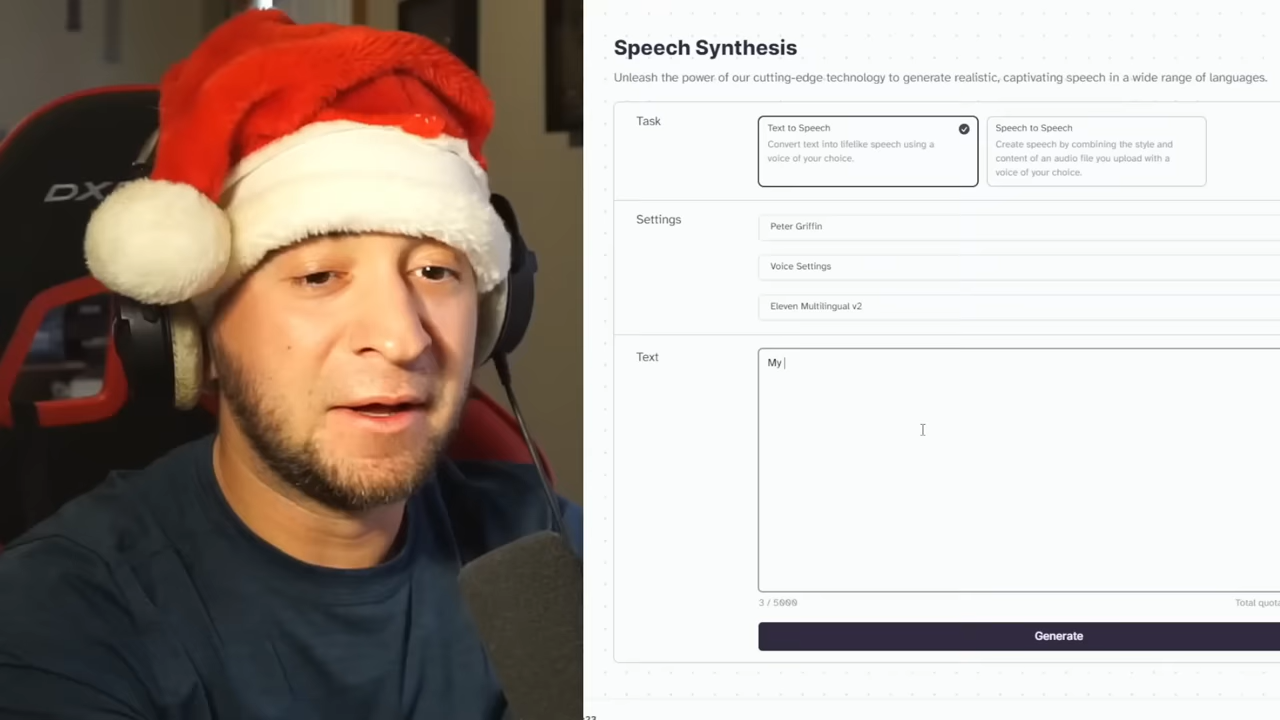 Speech Synthesis
Unleash the power of our cutting-edge technology to generate realistic, captivating speech in a wide range of languages.
Task
Text to Speech
Convert text into lifelike speech using a
voice of your choice.
Speech to Speech
Create speech by combining the style and
content of an audio file you upload with a
voice of your choice.
Settings
Peter Griffin
Voice Settings
Eleven Multilingual v2
Text
My
3 / 5000
Total quota
Generate
23
DX